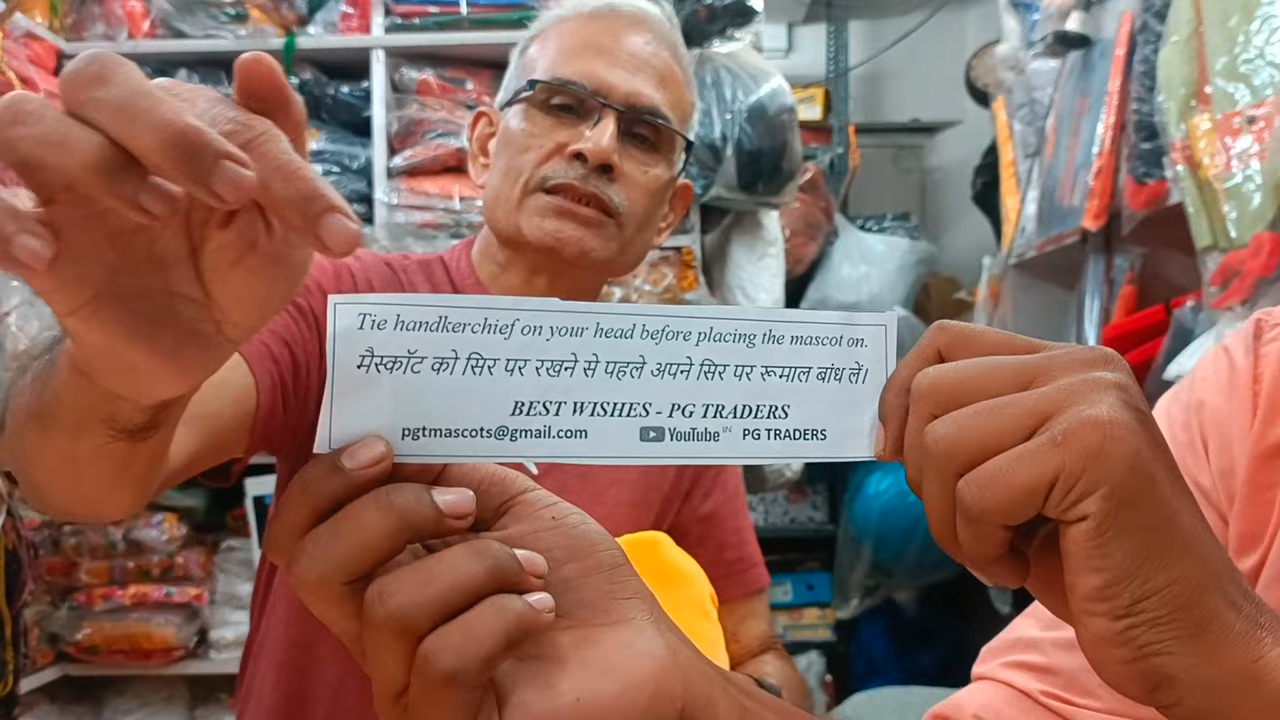 Tie handkerchief on your head before placing the mascot on.
मैस्कॉट को सिर पर रखने से पहले अपने सिर पर रूमाल बांध लें।
BEST WISHES - PG TRADERS
pgtmascots@gmail.com YouTube IN PG TRADERS